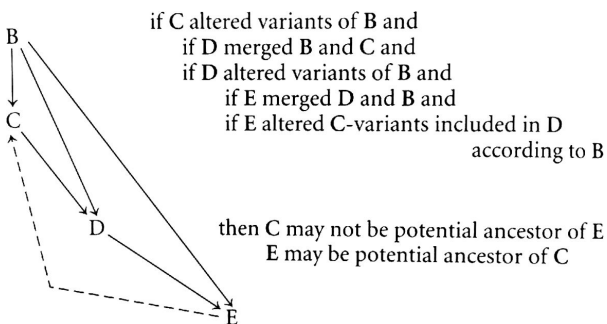 B
if C altered variants of B and
if D merged B and C and
if D altered variants of B and
if E merged D and B and
if E altered C-variants included in D
according to B
C
D
then C may not be potential ancestor of E
E may be potential ancestor of C
E